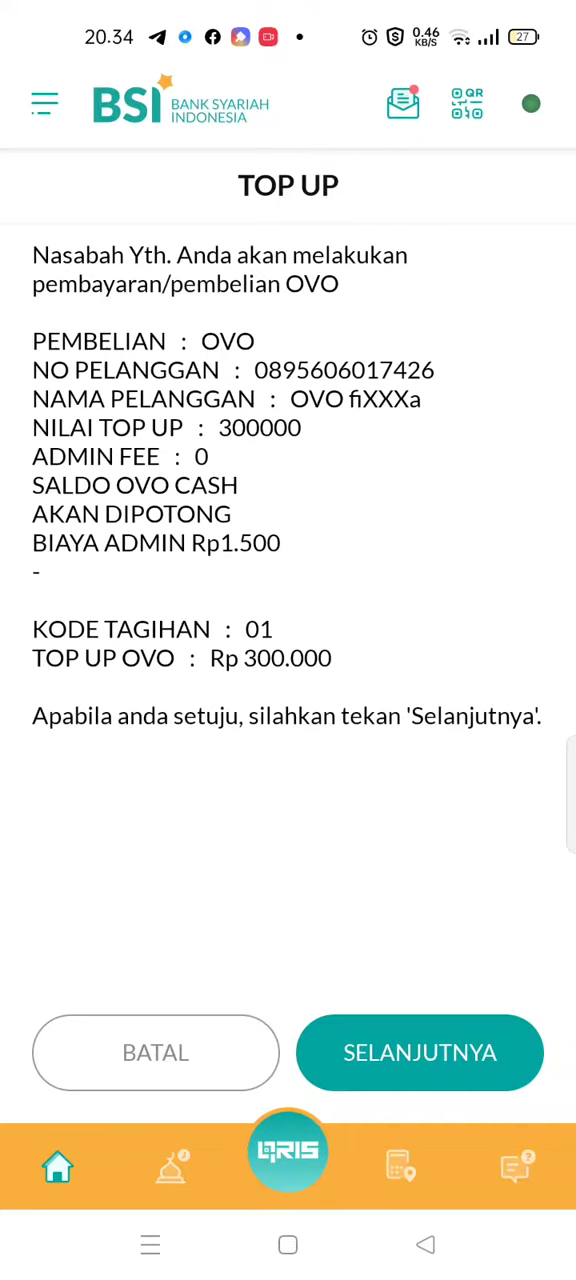 20.34
0.46
KB/S
27
BSI BANK SYARIAH
INDONESIA
QR
TOP UP
Nasabah Yth. Anda akan melakukan
pembayaran/pembelian OVO
PEMBELIAN : OVO
NO PELANGGAN : 0895606017426
NAMA PELANGGAN : OVO fiXXXa
NILAI TOP UP : 300000
ADMIN FEE : 0
SALDO OVO CASH
AKAN DIPOTONG
BIAYA ADMIN Rp1.500
-
KODE TAGIHAN : 01
TOP UP OVO : Rp 300.000
Apabila anda setuju, silahkan tekan 'Selanjutnya'.
BATAL
SELANJUTNYA
QRIS